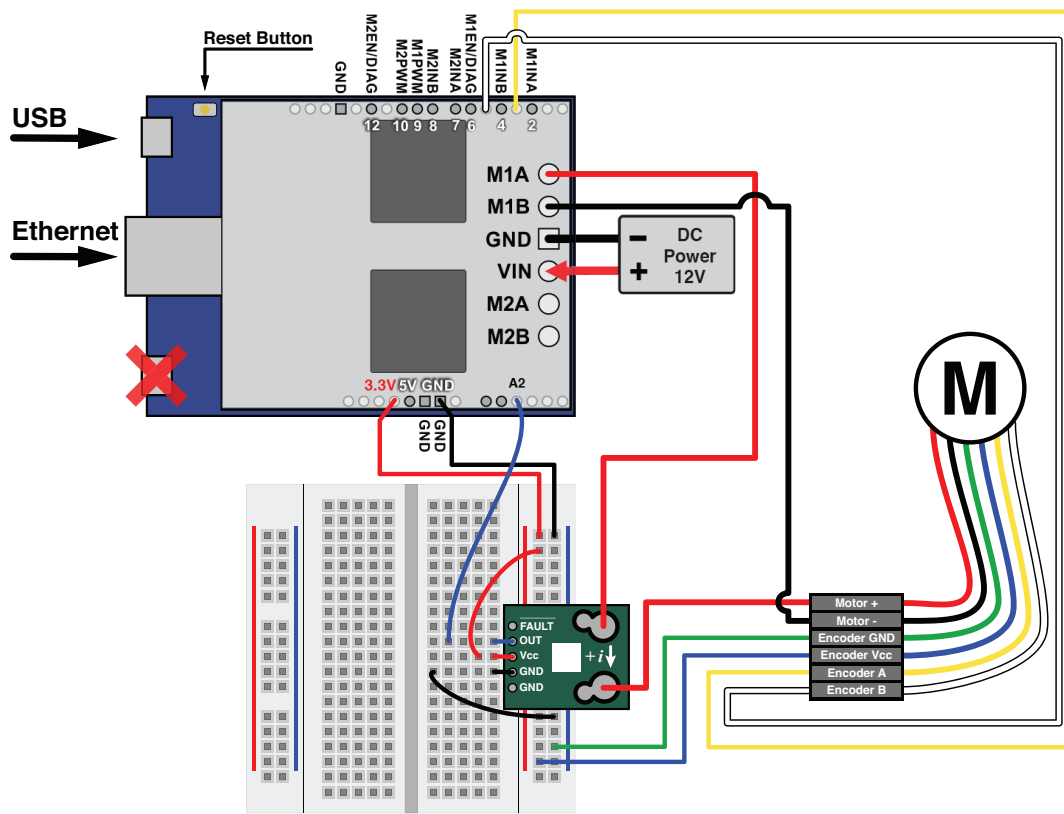 Reset Button
USB
Ethernet
GND
M2EN/DIAG
M2PWM
M1PWM
M2INB
M2INA
M1EN/DIAG
M1INB
M1INA
12 10 9 8 7 6 4 2
M1A
M1B
GND
VIN
M2A
M2B
− DC
Power
+ 12V
3.3V 5V GND A2
GND
GND
M
FAULT
OUT
Vcc
GND
GND
+i
Motor +
Motor -
Encoder GND
Encoder Vcc
Encoder A
Encoder B